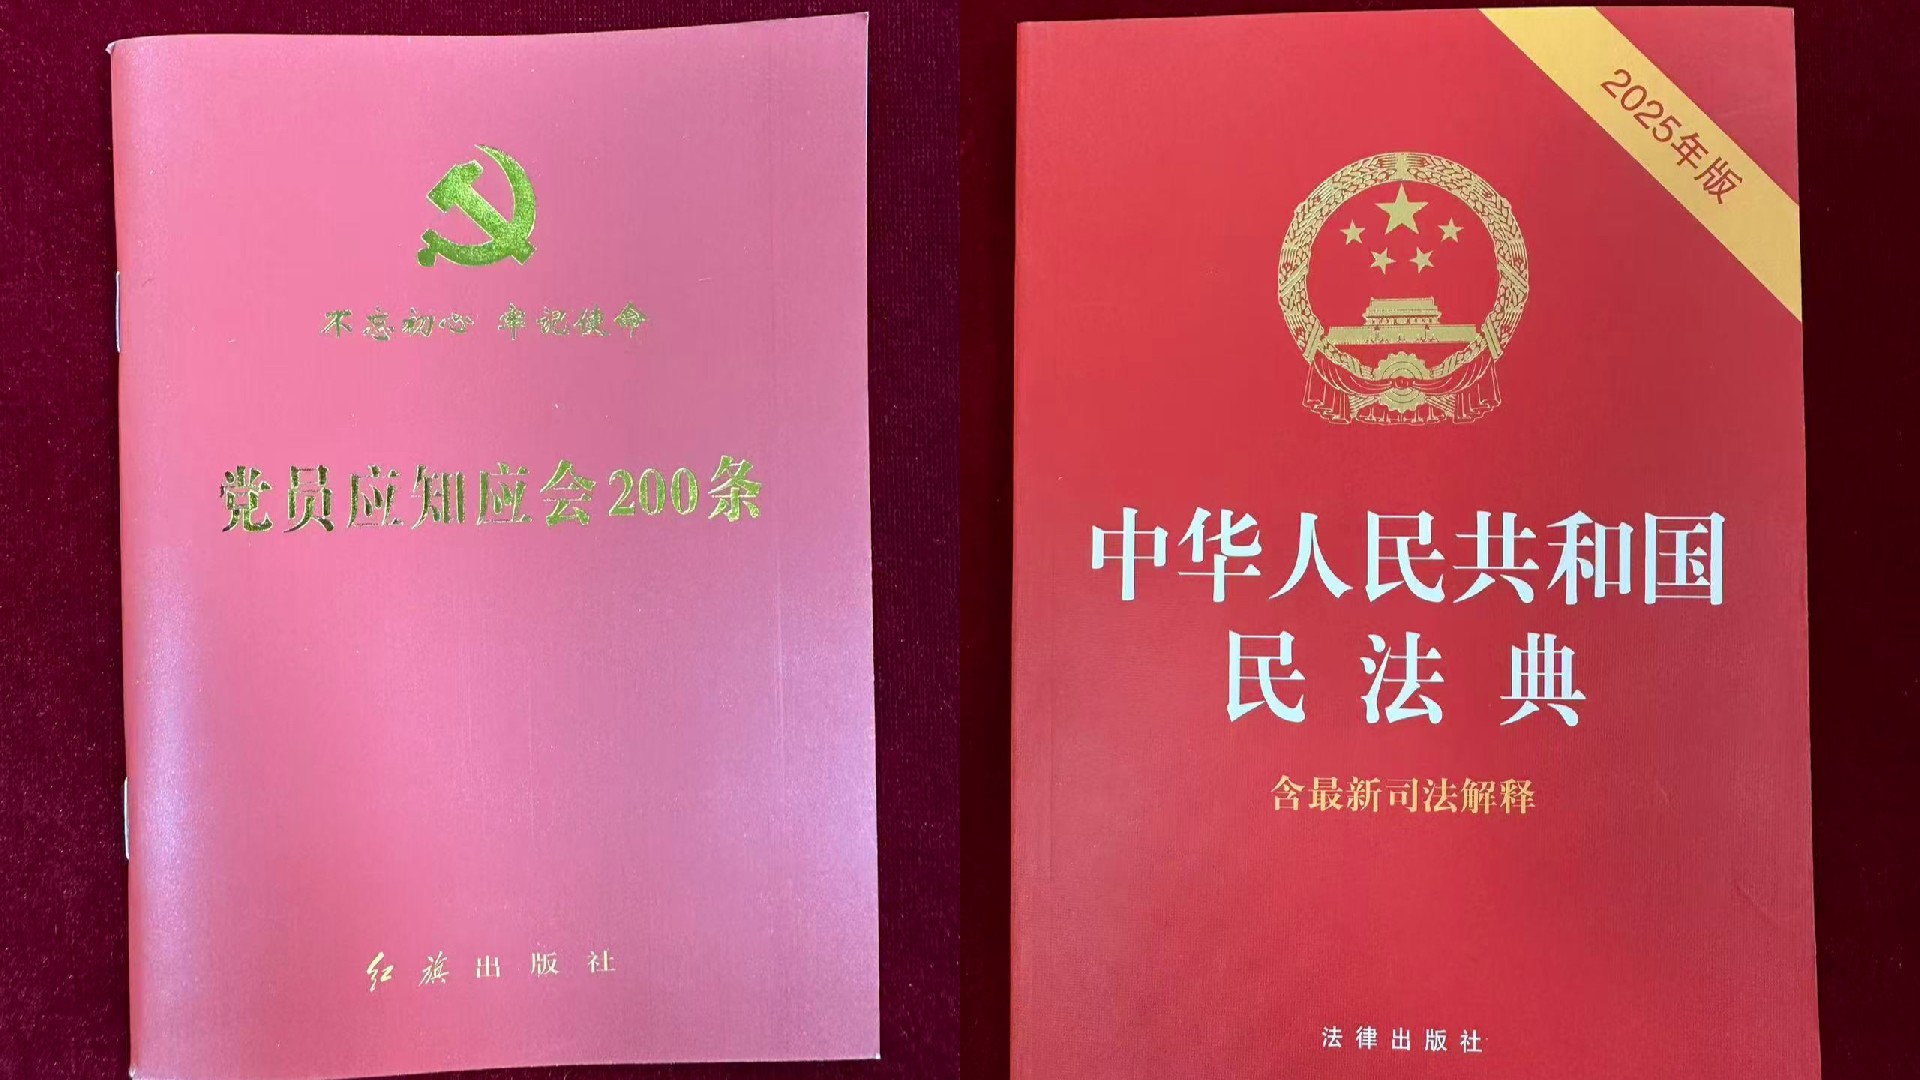 不忘初心 牢记使命
党员应知应会200条
红旗出版社
2025年版
中华人民共和国
民法典
含最新司法解释
法律出版社